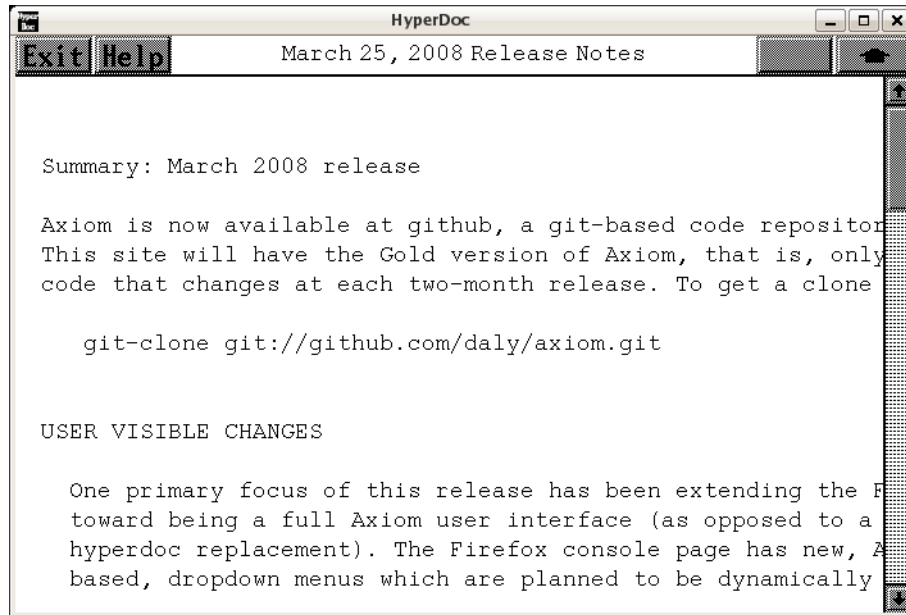 Hyper Doc
HyperDoc
Exit Help March 25, 2008 Release Notes
Summary: March 2008 release
Axiom is now available at github, a git-based code repositor
This site will have the Gold version of Axiom, that is, only
code that changes at each two-month release. To get a clone
git-clone git://github.com/daly/axiom.git
USER VISIBLE CHANGES
One primary focus of this release has been extending the F
toward being a full Axiom user interface (as opposed to a
hyperdoc replacement). The Firefox console page has new, A
based, dropdown menus which are planned to be dynamically